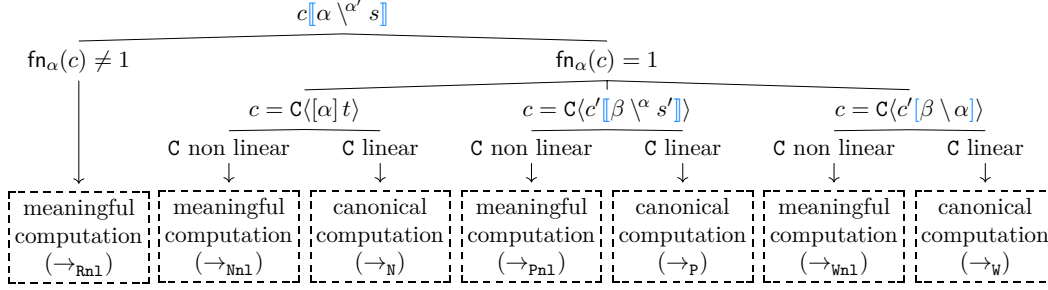 c⟦α \^α′ s⟧
fn_α(c) ≠ 1 fn_α(c) = 1
c = C⟨[α] t⟩ c = C⟨c′⟦β \^α s′⟧⟩ c = C⟨c′[β \ α]⟩
C non linear C linear C non linear C linear C non linear C linear
meaningful meaningful canonical meaningful canonical meaningful canonical
computation computation computation computation computation computation computation
(→_Rnl) (→_Nnl) (→_N) (→_Pnl) (→_P) (→_Wnl) (→_W)